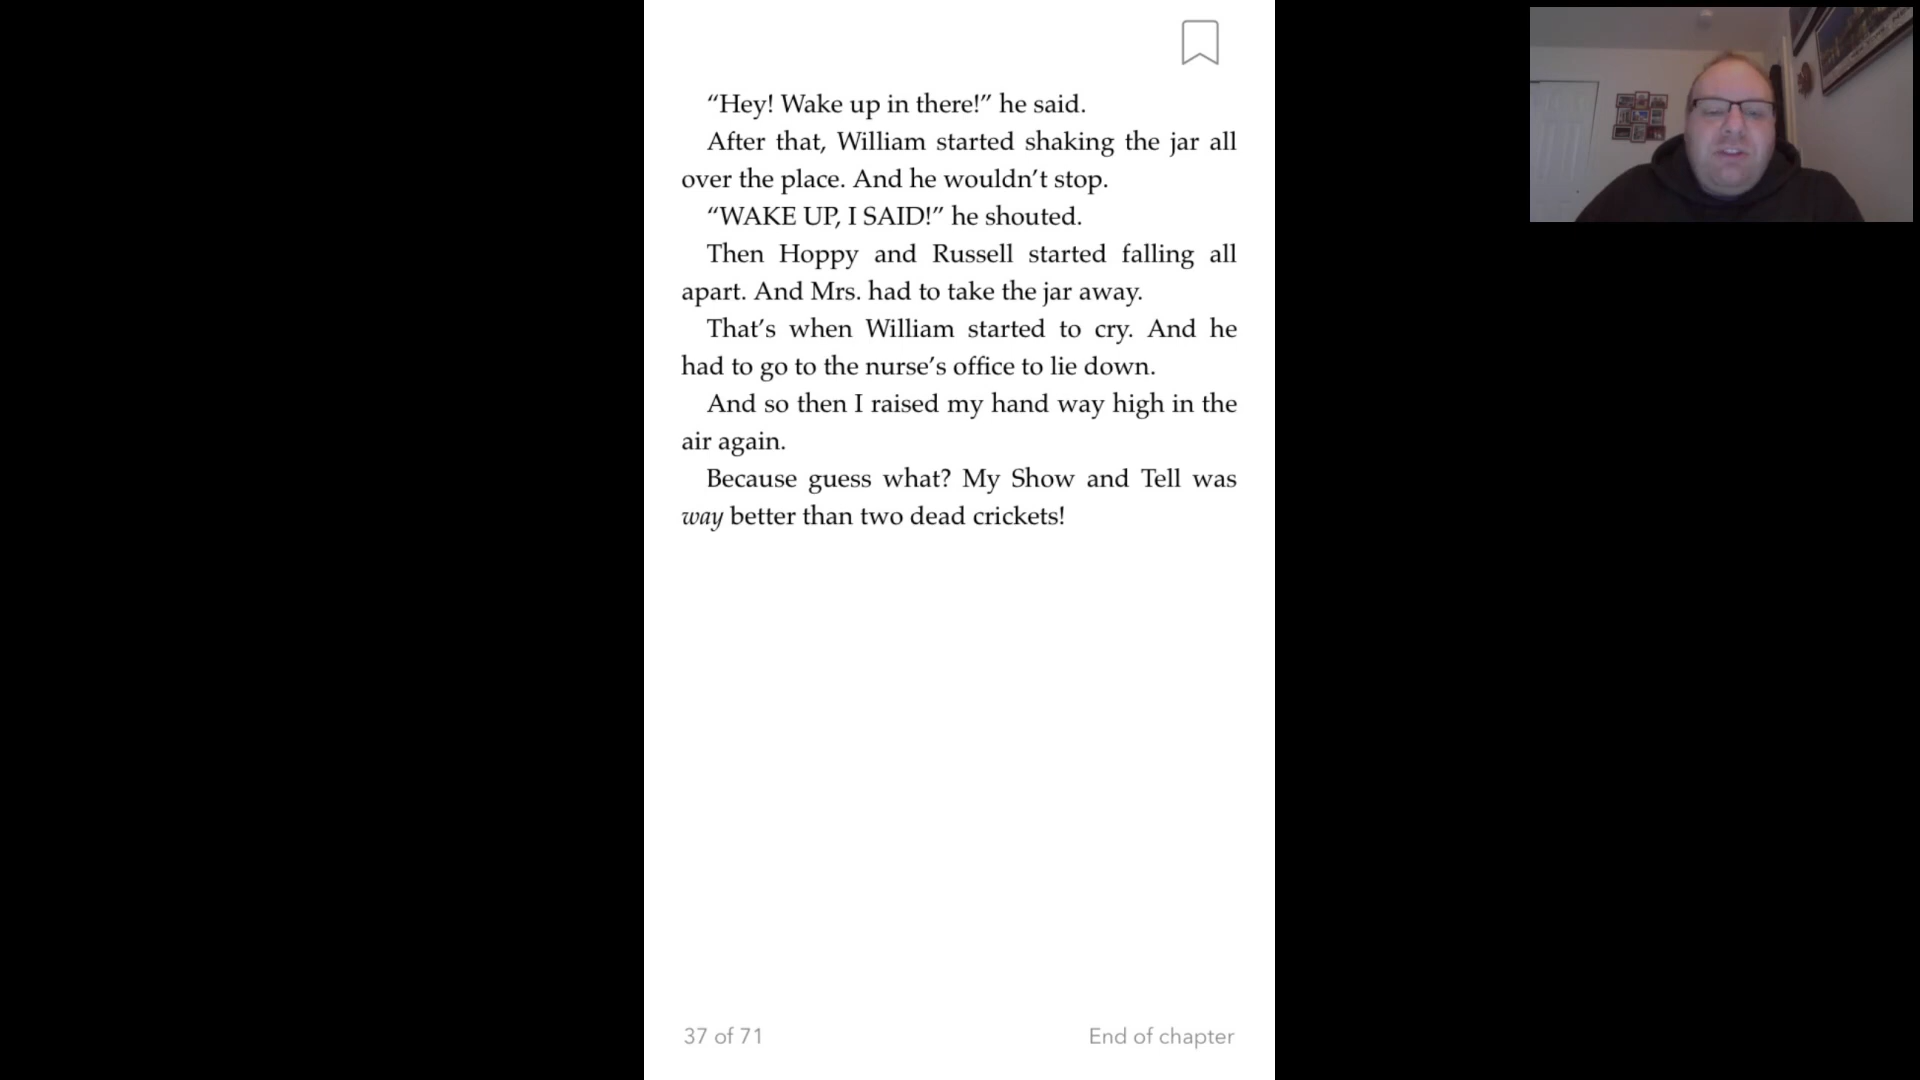 “Hey! Wake up in there!” he said.
After that, William started shaking the jar all
over the place. And he wouldn’t stop.
“WAKE UP, I SAID!” he shouted.
Then Hoppy and Russell started falling all
apart. And Mrs. had to take the jar away.
That’s when William started to cry. And he
had to go to the nurse’s office to lie down.
And so then I raised my hand way high in the
air again.
Because guess what? My Show and Tell was
way better than two dead crickets!
37 of 71
End of chapter